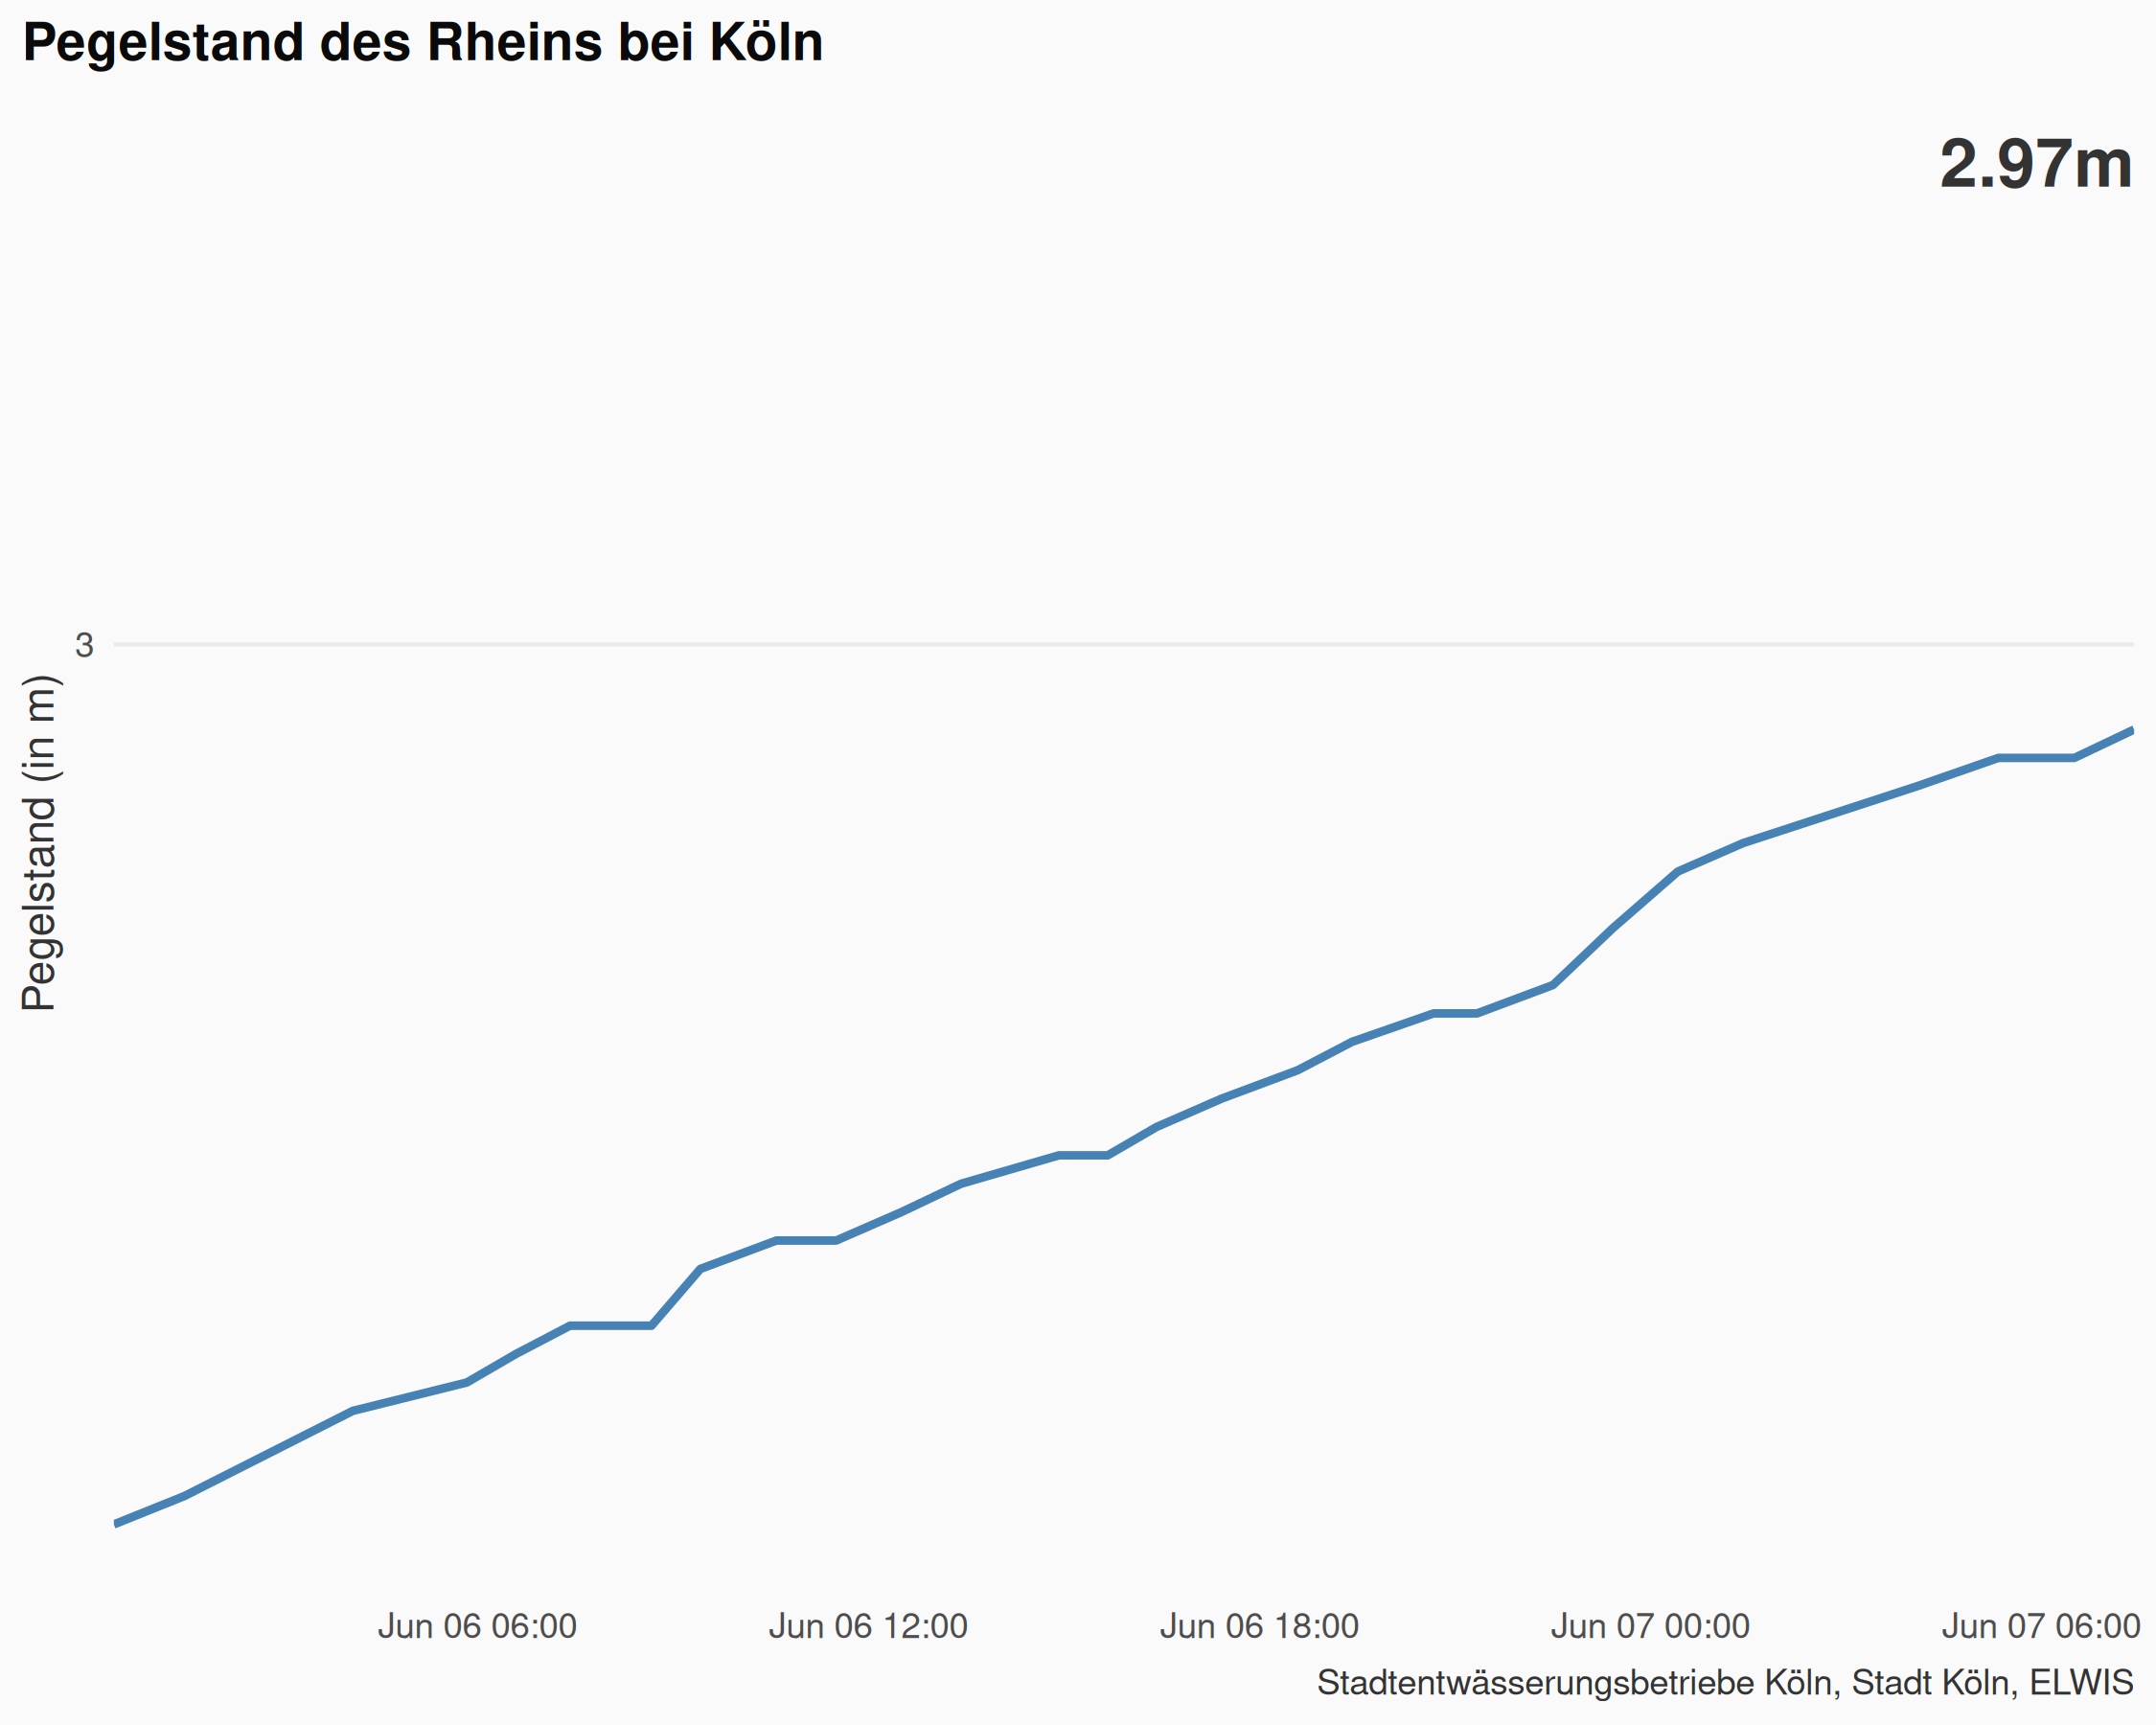 Pegelstand des Rheins bei Köln
2.97m
3
Pegelstand (in m)
Jun 06 06:00
Jun 06 12:00
Jun 06 18:00
Jun 07 00:00
Jun 07 06:00
Stadtentwässerungsbetriebe Köln, Stadt Köln, ELWIS